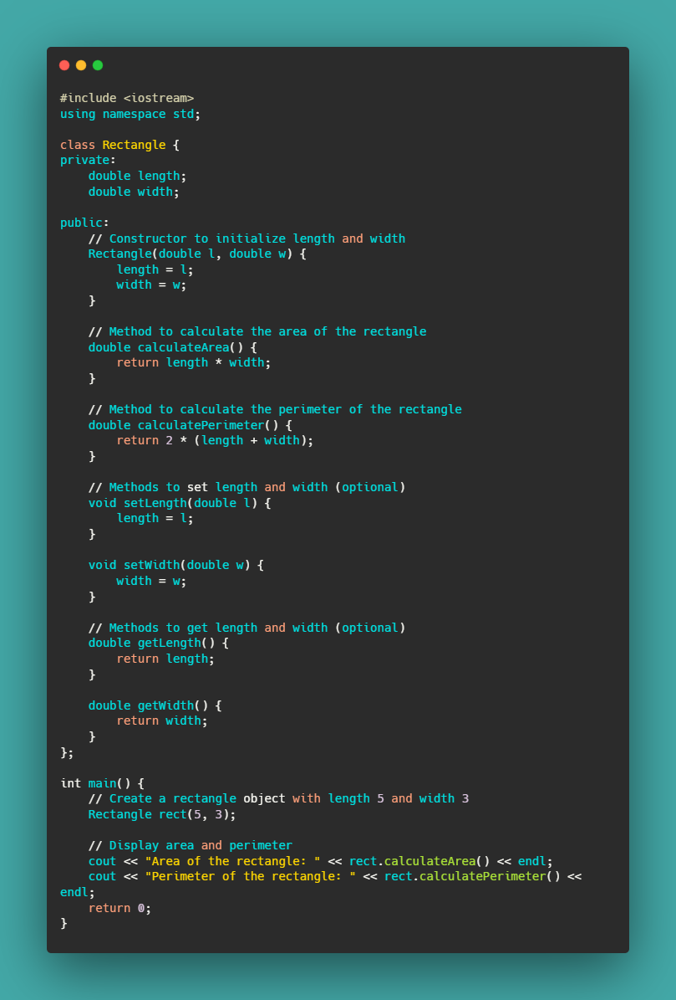 #include <iostream>
using namespace std;

class Rectangle {
private:
    double length;
    double width;

public:
    // Constructor to initialize length and width
    Rectangle(double l, double w) {
        length = l;
        width = w;
    }

    // Method to calculate the area of the rectangle
    double calculateArea() {
        return length * width;
    }

    // Method to calculate the perimeter of the rectangle
    double calculatePerimeter() {
        return 2 * (length + width);
    }

    // Methods to set length and width (optional)
    void setLength(double l) {
        length = l;
    }

    void setWidth(double w) {
        width = w;
    }

    // Methods to get length and width (optional)
    double getLength() {
        return length;
    }

    double getWidth() {
        return width;
    }
};

int main() {
    // Create a rectangle object with length 5 and width 3
    Rectangle rect(5, 3);

    // Display area and perimeter
    cout << "Area of the rectangle: " << rect.calculateArea() << endl;
    cout << "Perimeter of the rectangle: " << rect.calculatePerimeter() <<
endl;
    return 0;
}